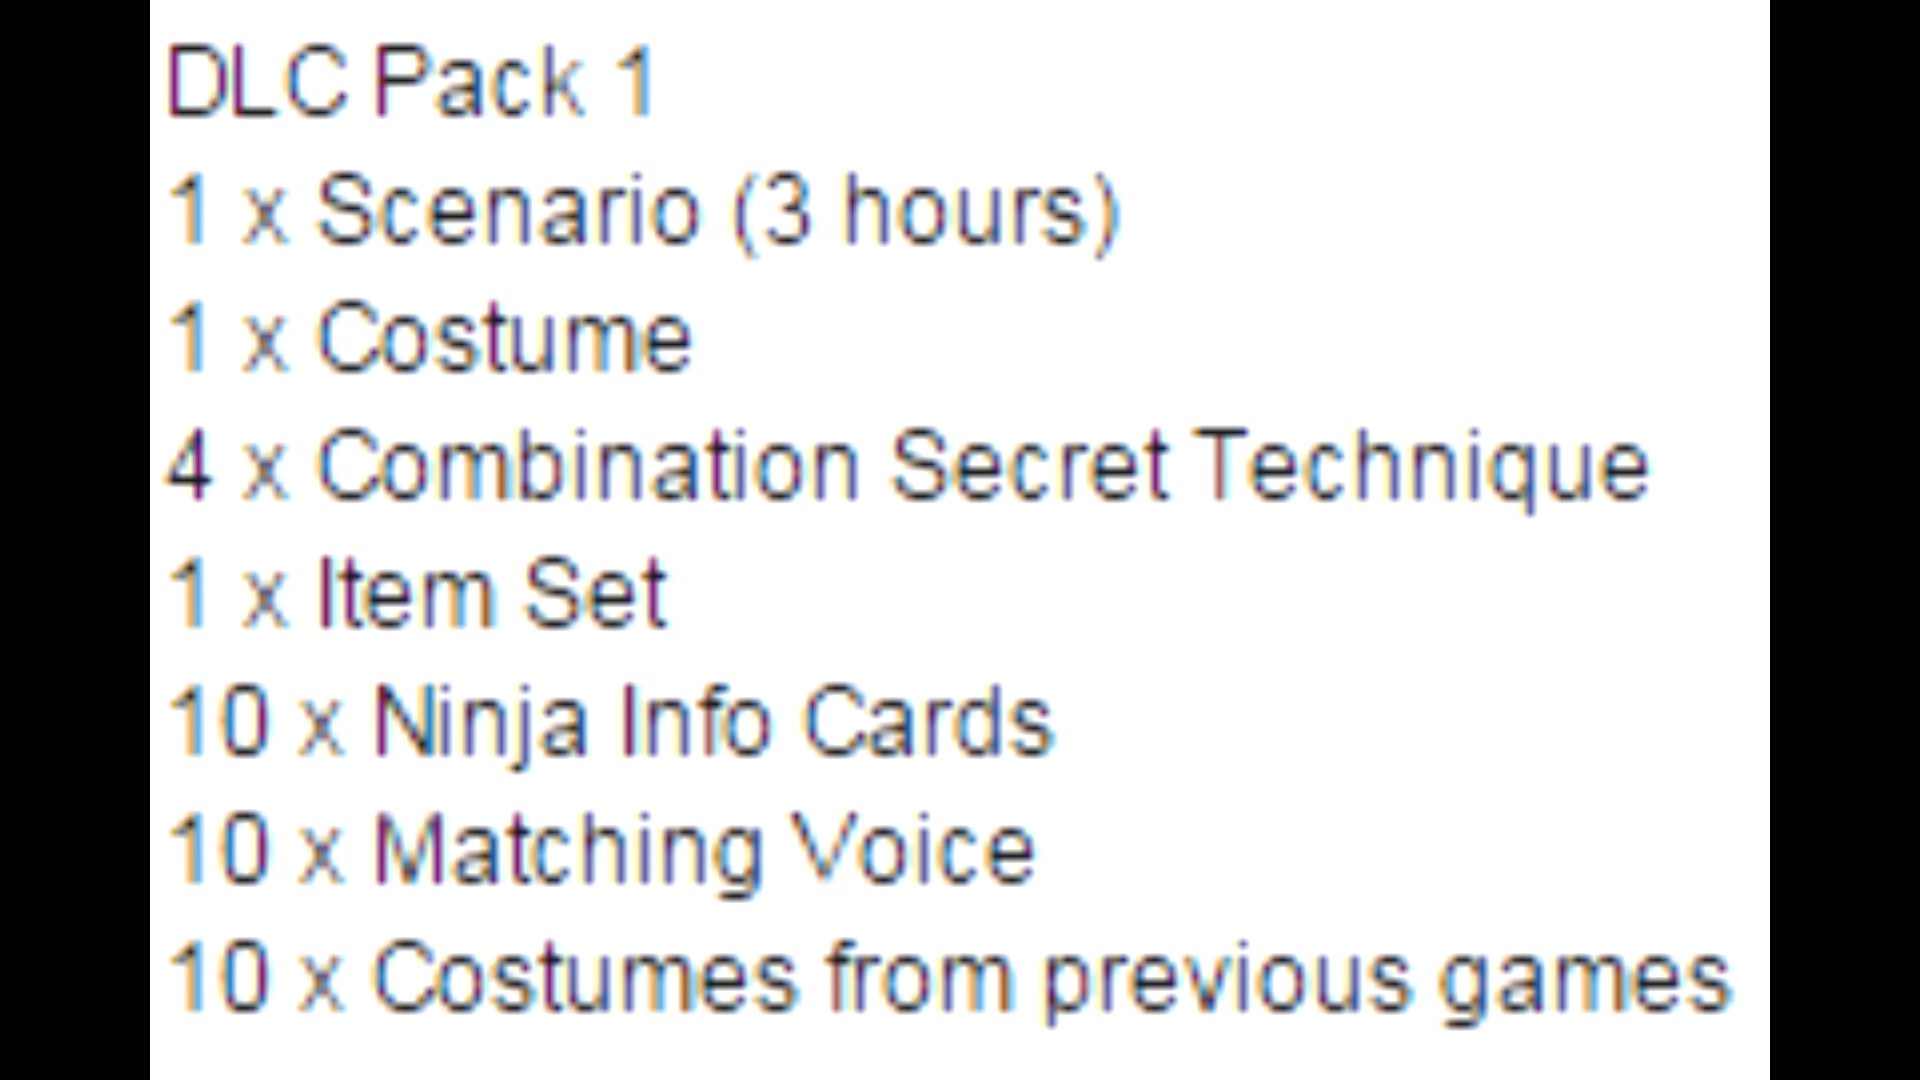 DLC Pack 1
1 x Scenario (3 hours)
1 x Costume
4 x Combination Secret Technique
1 x Item Set
10 x Ninja Info Cards
10 x Matching Voice
10 x Costumes from previous games